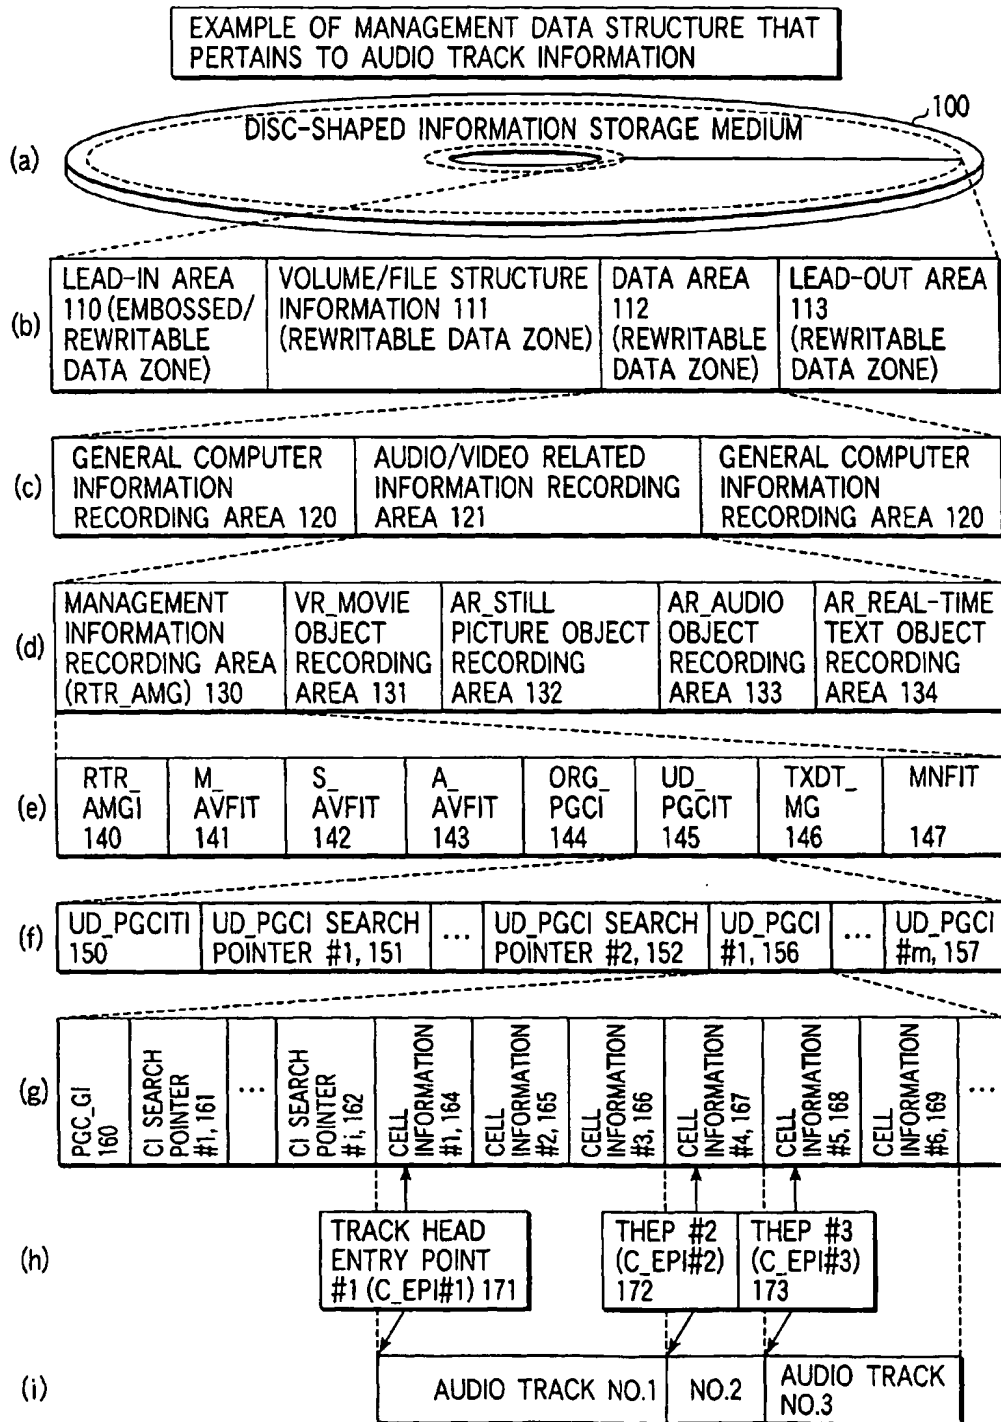 EXAMPLE OF MANAGEMENT DATA STRUCTURE THAT
PERTAINS TO AUDIO TRACK INFORMATION
100
DISC-SHAPED INFORMATION STORAGE MEDIUM
(a)
(b)
LEAD-IN AREA
110 (EMBOSSED/
REWRITABLE
DATA ZONE)
VOLUME/FILE STRUCTURE
INFORMATION 111
(REWRITABLE DATA ZONE)
DATA AREA
112
(REWRITABLE
DATA ZONE)
LEAD-OUT AREA
113
(REWRITABLE
DATA ZONE)
(c)
GENERAL COMPUTER
INFORMATION
RECORDING AREA 120
AUDIO/VIDEO RELATED
INFORMATION RECORDING
AREA 121
GENERAL COMPUTER
INFORMATION
RECORDING AREA 120
(d)
MANAGEMENT
INFORMATION
RECORDING AREA
(RTR_AMG) 130
VR_MOVIE
OBJECT
RECORDING
AREA 131
AR_STILL
PICTURE OBJECT
RECORDING
AREA 132
AR_AUDIO
OBJECT
RECORDING
AREA 133
AR_REAL-TIME
TEXT OBJECT
RECORDING
AREA 134
(e)
RTR_
AMGI
140
M_
AVFIT
141
S_
AVFIT
142
A_
AVFIT
143
ORG_
PGCI
144
UD_
PGCIT
145
TXDT_
MG
146
MNFIT
147
(f)
UD_PGCITI
150
UD_PGCI SEARCH
POINTER #1, 151
...
UD_PGCI SEARCH
POINTER #2, 152
UD_PGCI
#1, 156
...
UD_PGCI
#m, 157
(g)
PGC_GI
160
CI SEARCH
POINTER
#1, 161
...
CI SEARCH
POINTER
#i, 162
CELL
INFORMATION
#1, 164
CELL
INFORMATION
#2, 165
CELL
INFORMATION
#3, 166
CELL
INFORMATION
#4, 167
CELL
INFORMATION
#5, 168
CELL
INFORMATION
#6, 169
...
(h)
TRACK HEAD
ENTRY POINT
#1 (C_EPI#1) 171
THEP #2
(C_EPI#2)
172
THEP #3
(C_EPI#3)
173
(i)
AUDIO TRACK NO.1
NO.2
AUDIO TRACK
NO.3